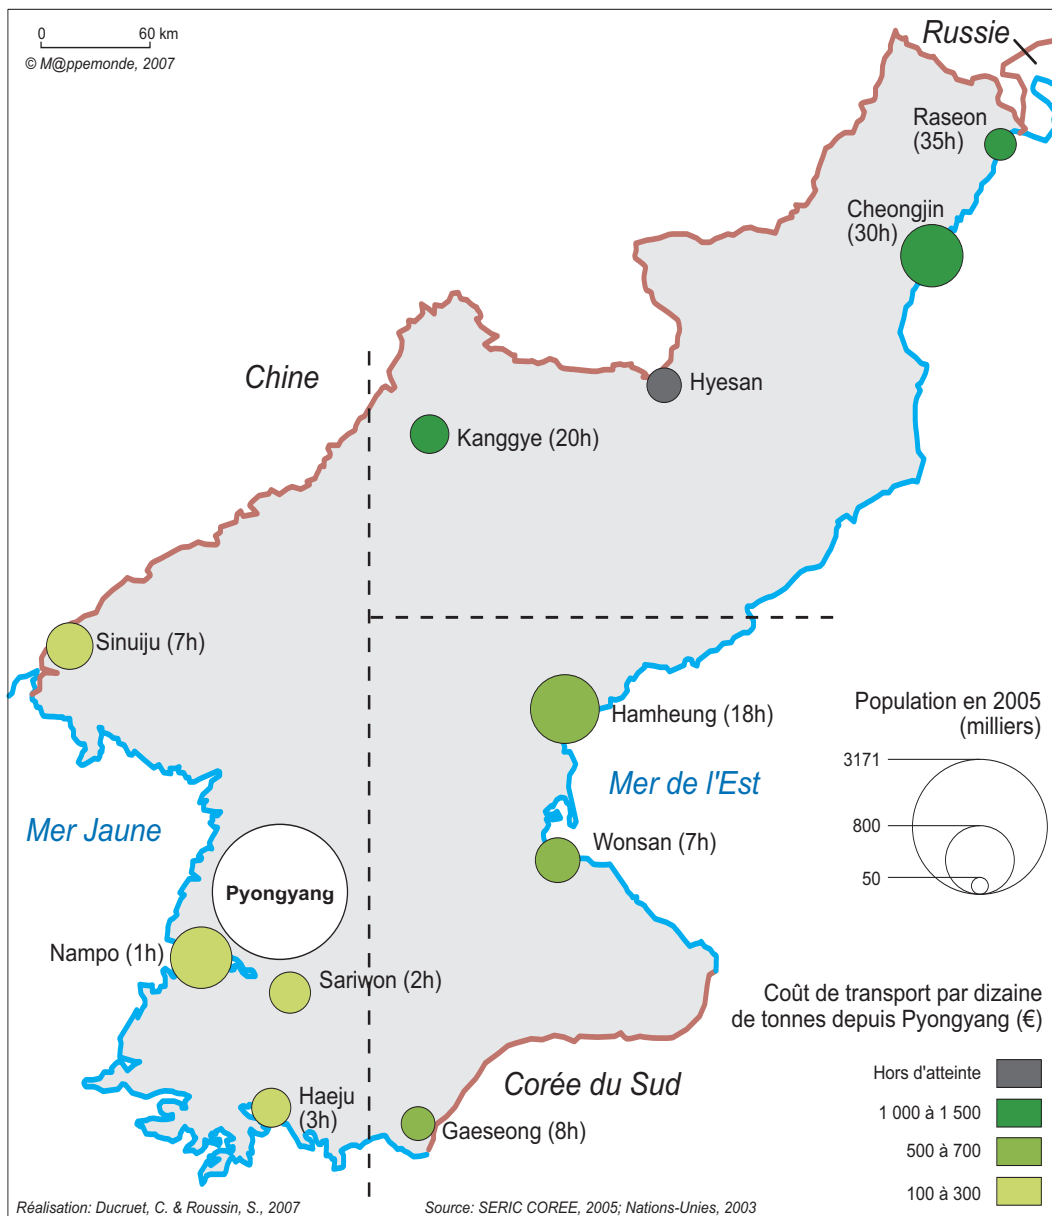 0 60 km
© M@ppemonde, 2007
Russie
Raseon
(35h)
Cheongjin
(30h)
Chine
Hyesan
Kanggye (20h)
Sinuiju (7h)
Hamheung (18h)
Population en 2005
(milliers)
3171
800
50
Mer de l'Est
Mer Jaune
Wonsan (7h)
Pyongyang
Nampo (1h)
Sariwon (2h)
Coût de transport par dizaine
de tonnes depuis Pyongyang (€)
Hors d'atteinte
1 000 à 1 500
500 à 700
100 à 300
Corée du Sud
Haeju
(3h)
Gaeseong (8h)
Réalisation: Ducruet, C. & Roussin, S., 2007
Source: SERIC COREE, 2005; Nations-Unies, 2003